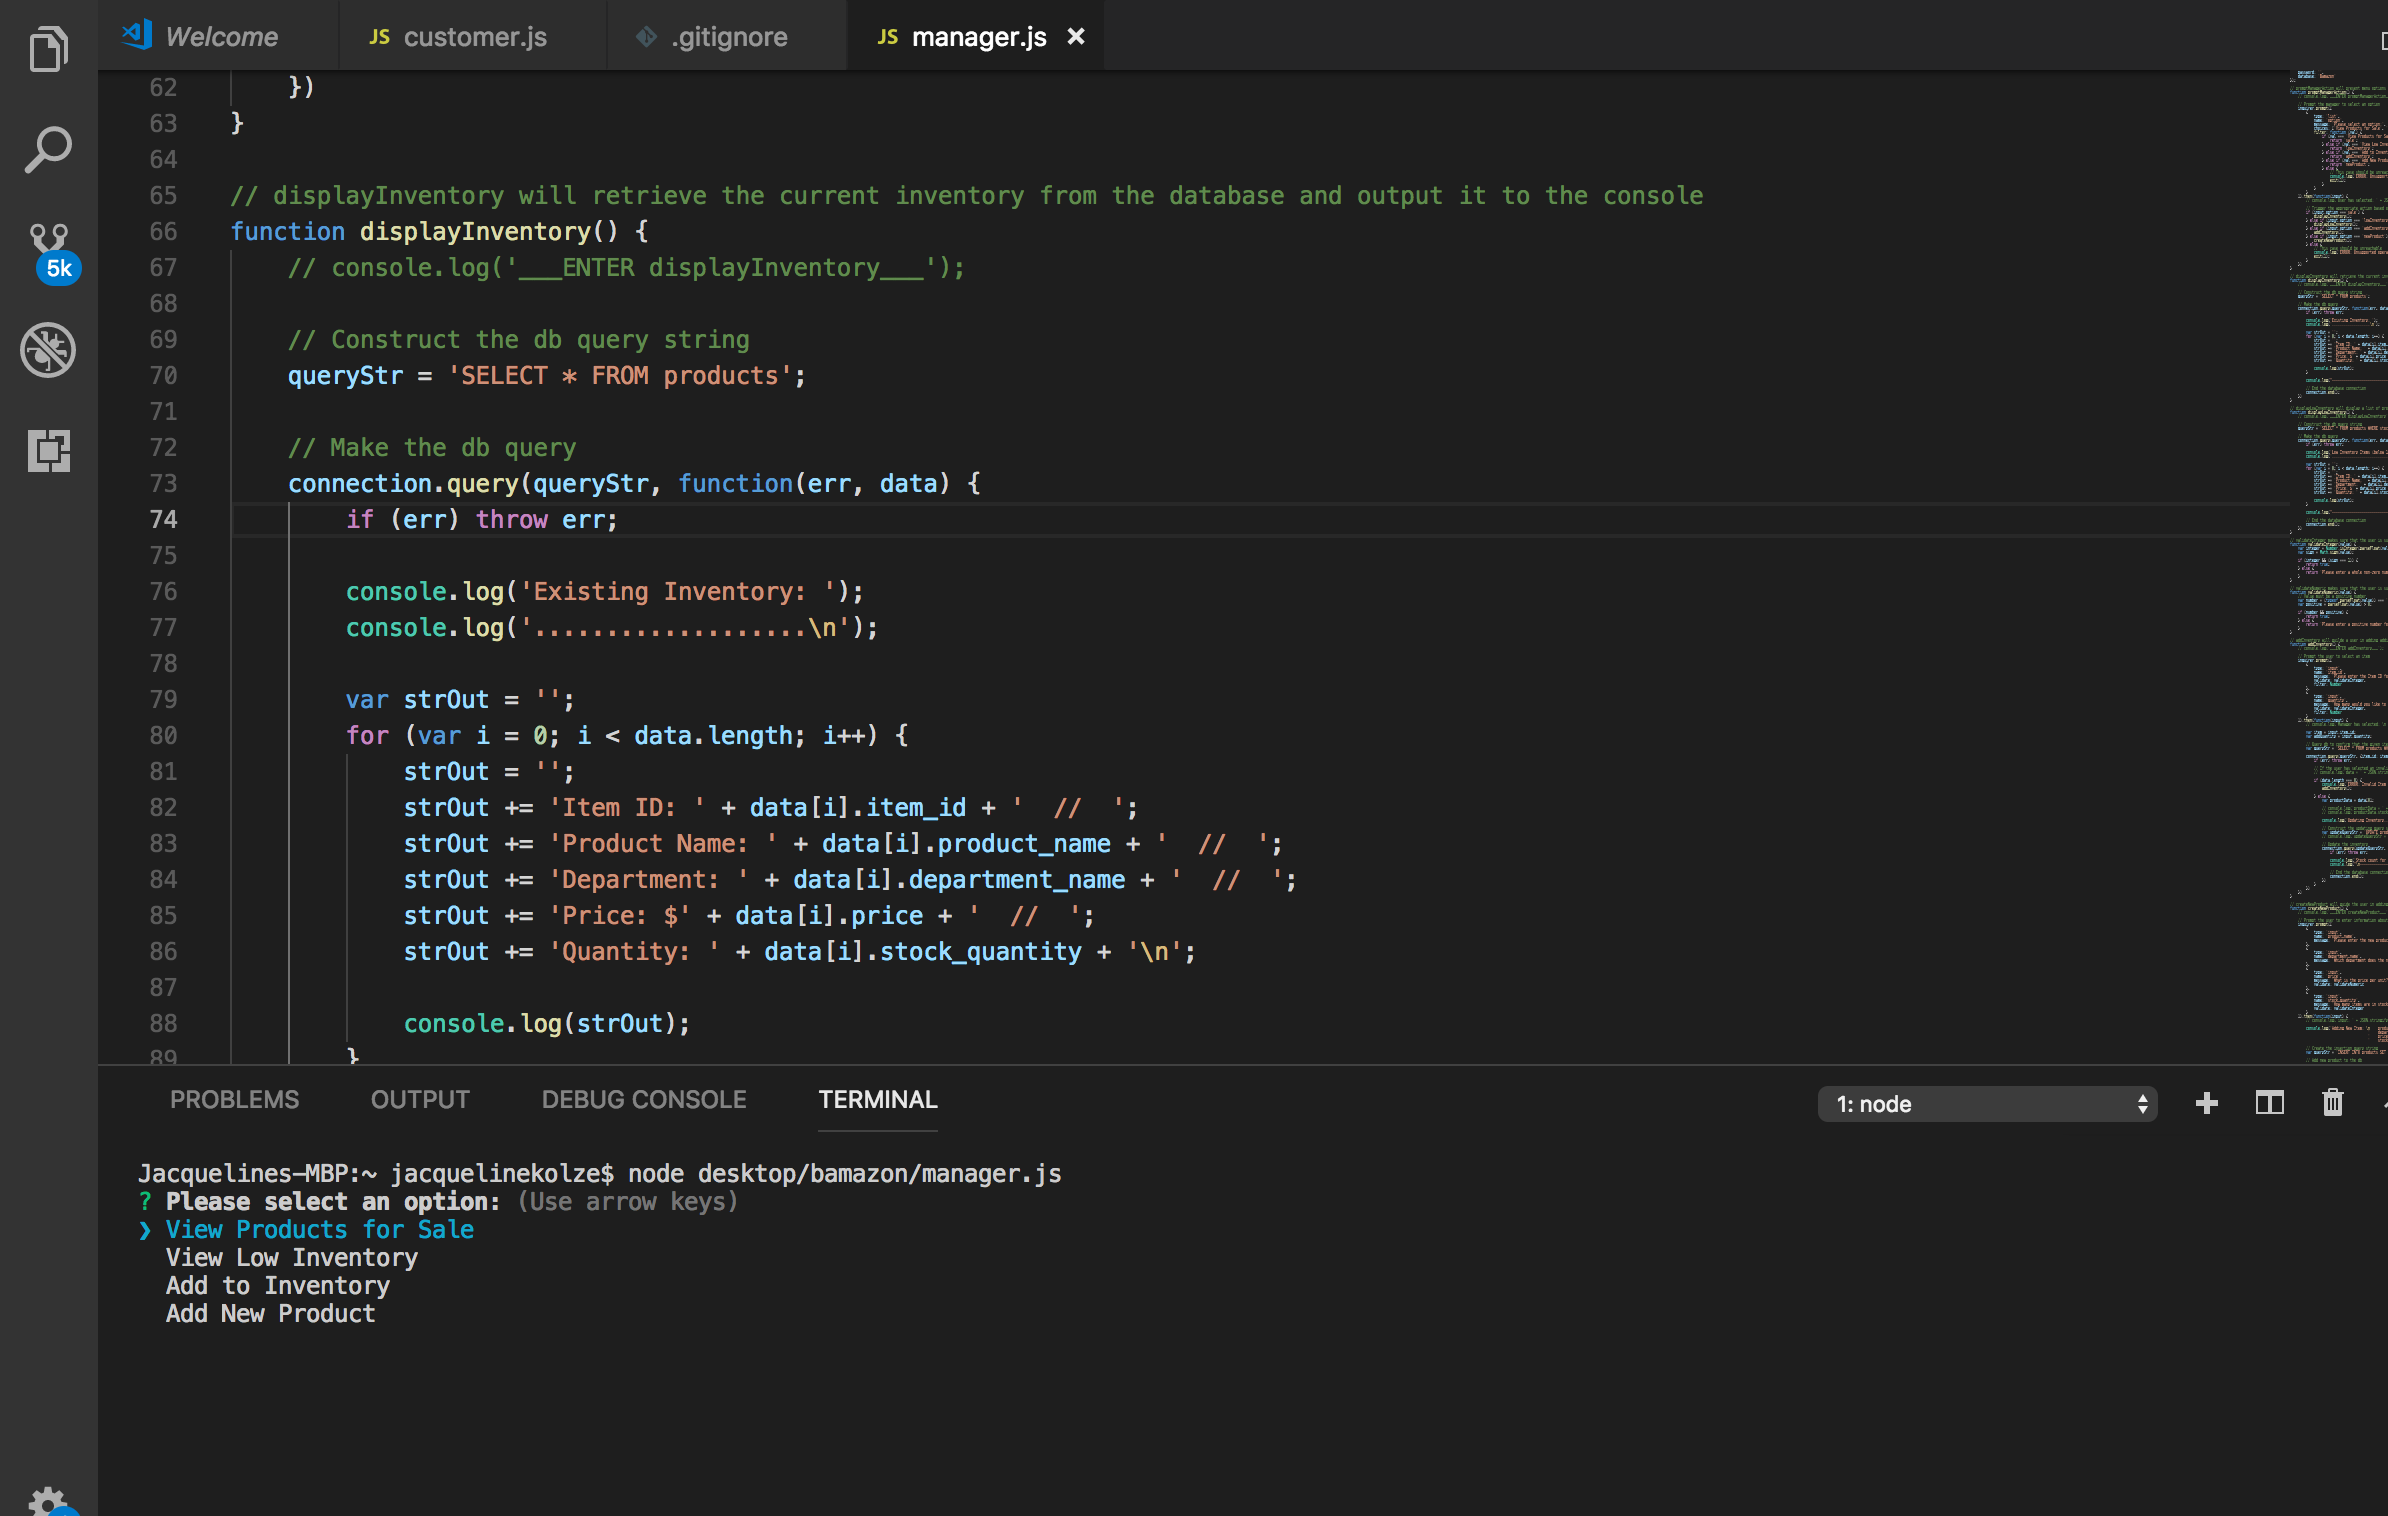 Welcome
JS customer.js
.gitignore
JS manager.js
5k
62 })
63 }
64
65 // displayInventory will retrieve the current inventory from the database and output it to the console
66 function displayInventory() {
67 // console.log('___ENTER displayInventory___');
68
69 // Construct the db query string
70 queryStr = 'SELECT * FROM products';
71
72 // Make the db query
73 connection.query(queryStr, function(err, data) {
74 if (err) throw err;
75
76 console.log('Existing Inventory: ');
77 console.log('...................\n');
78
79 var strOut = '';
80 for (var i = 0; i < data.length; i++) {
81 strOut = '';
82 strOut += 'Item ID: ' + data[i].item_id + '  //  ';
83 strOut += 'Product Name: ' + data[i].product_name + '  //  ';
84 strOut += 'Department: ' + data[i].department_name + '  //  ';
85 strOut += 'Price: $' + data[i].price + '  //  ';
86 strOut += 'Quantity: ' + data[i].stock_quantity + '\n';
87
88 console.log(strOut);
89 }
PROBLEMS OUTPUT DEBUG CONSOLE TERMINAL 1: node
Jacquelines-MBP:~ jacquelinekolze$ node desktop/bamazon/manager.js
? Please select an option: (Use arrow keys)
❯ View Products for Sale
View Low Inventory
Add to Inventory
Add New Product